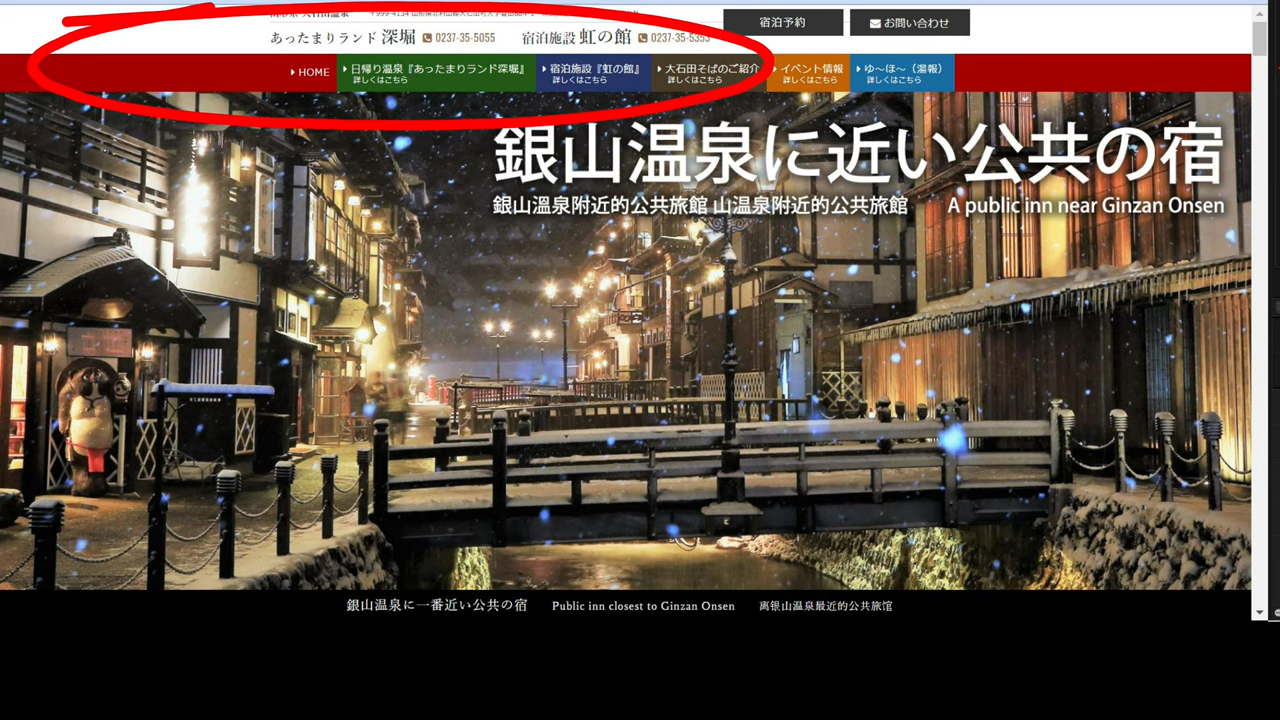 あったまりランド 深堀 0237-35-5055 宿泊施設 虹の館 0237-35-5353
宿泊予約
お問い合わせ
HOME
日帰り温泉『あったまりランド深堀』
詳しくはこちら
宿泊施設『虹の館』
詳しくはこちら
大石田そばのご紹介
詳しくはこちら
イベント情報
詳しくはこちら
ゆ〜ほ〜（湯報）
詳しくはこちら
銀山温泉に近い公共の宿
銀山溫泉附近的公共旅館 山温泉附近的公共旅館 A public inn near Ginzan Onsen
銀山温泉に一番近い公共の宿 Public inn closest to Ginzan Onsen 离银山温泉最近的公共旅馆